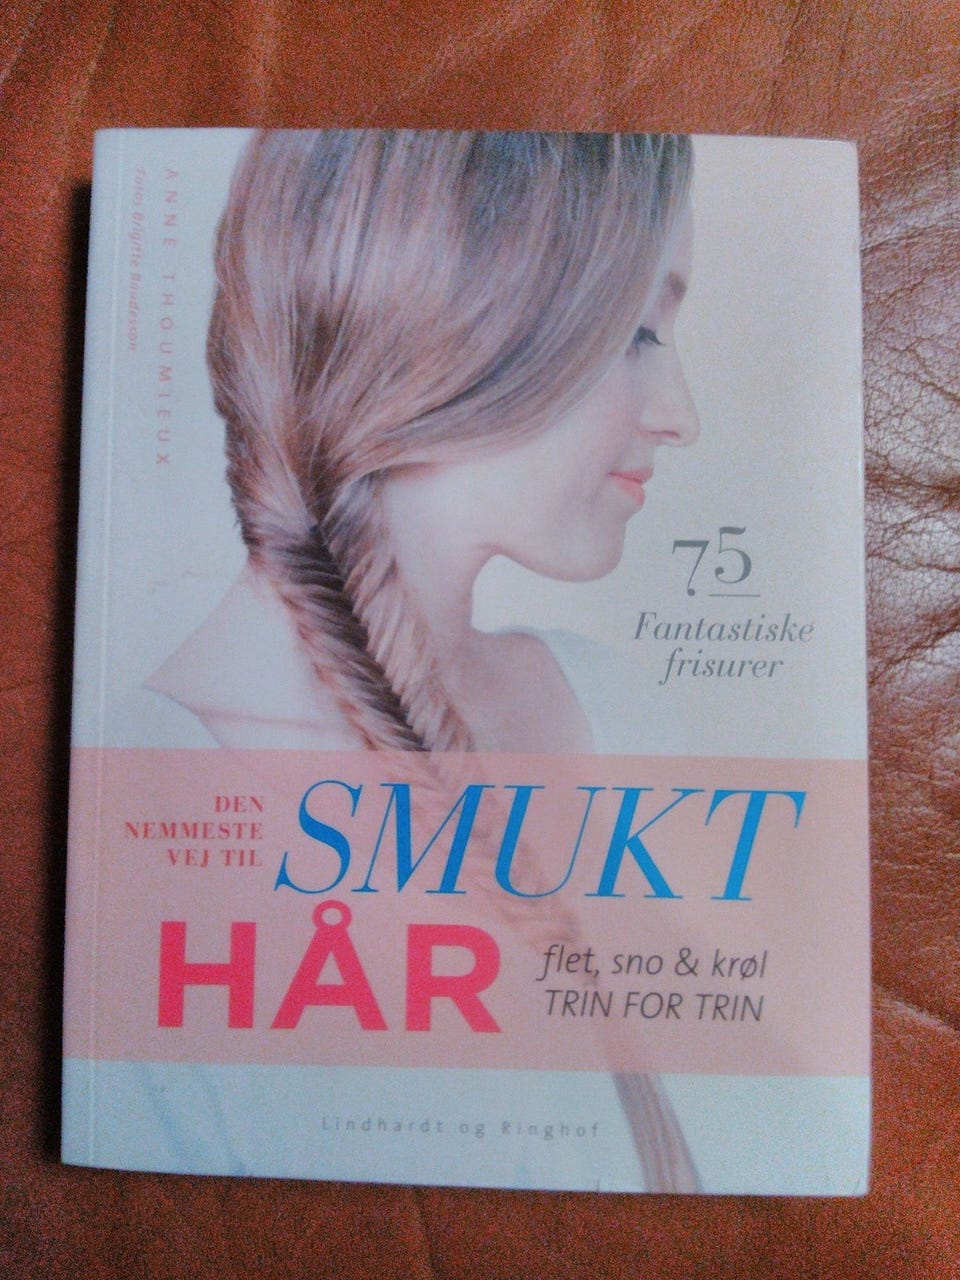 ANNE THOUMIEUX
Fotos Brigitte Baudesson
75
Fantastiske
frisurer
DEN
NEMMESTE
VEJ TIL
SMUKT
HÅR
flet, sno & krøl
TRIN FOR TRIN
Lindhardt og Ringhof